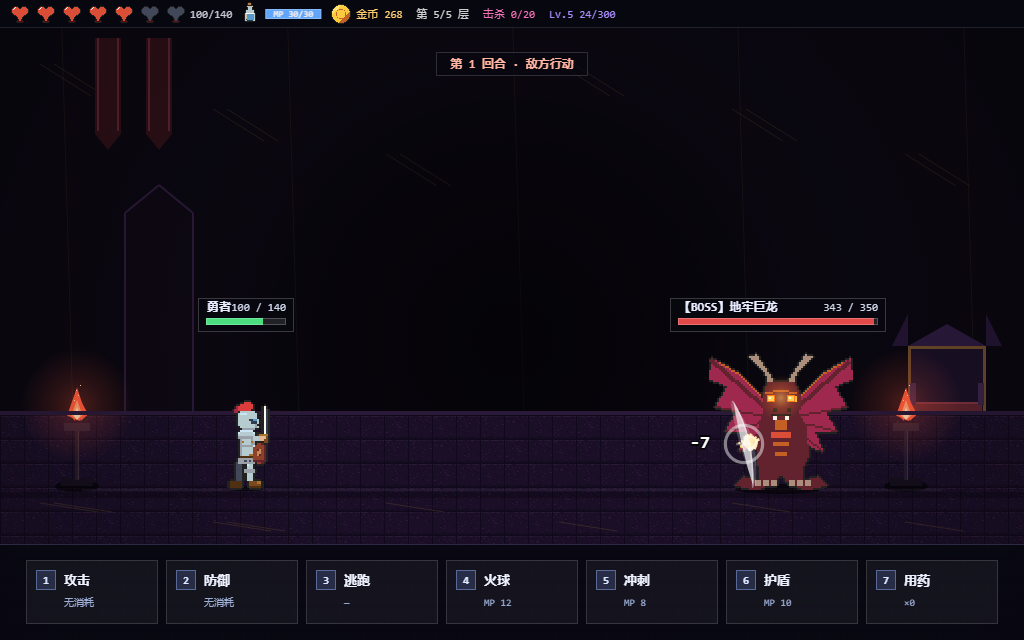 100/140 MP 30/30 金币 268 第 5/5 层 击杀 0/20 Lv.5 24/300
第 1 回合 · 敌方行动
勇者100 / 140
【BOSS】地牢巨龙 343 / 350
-7
1 攻击
无消耗
2 防御
无消耗
3 逃跑
—
4 火球
MP 12
5 冲刺
MP 8
6 护盾
MP 10
7 用药
×0